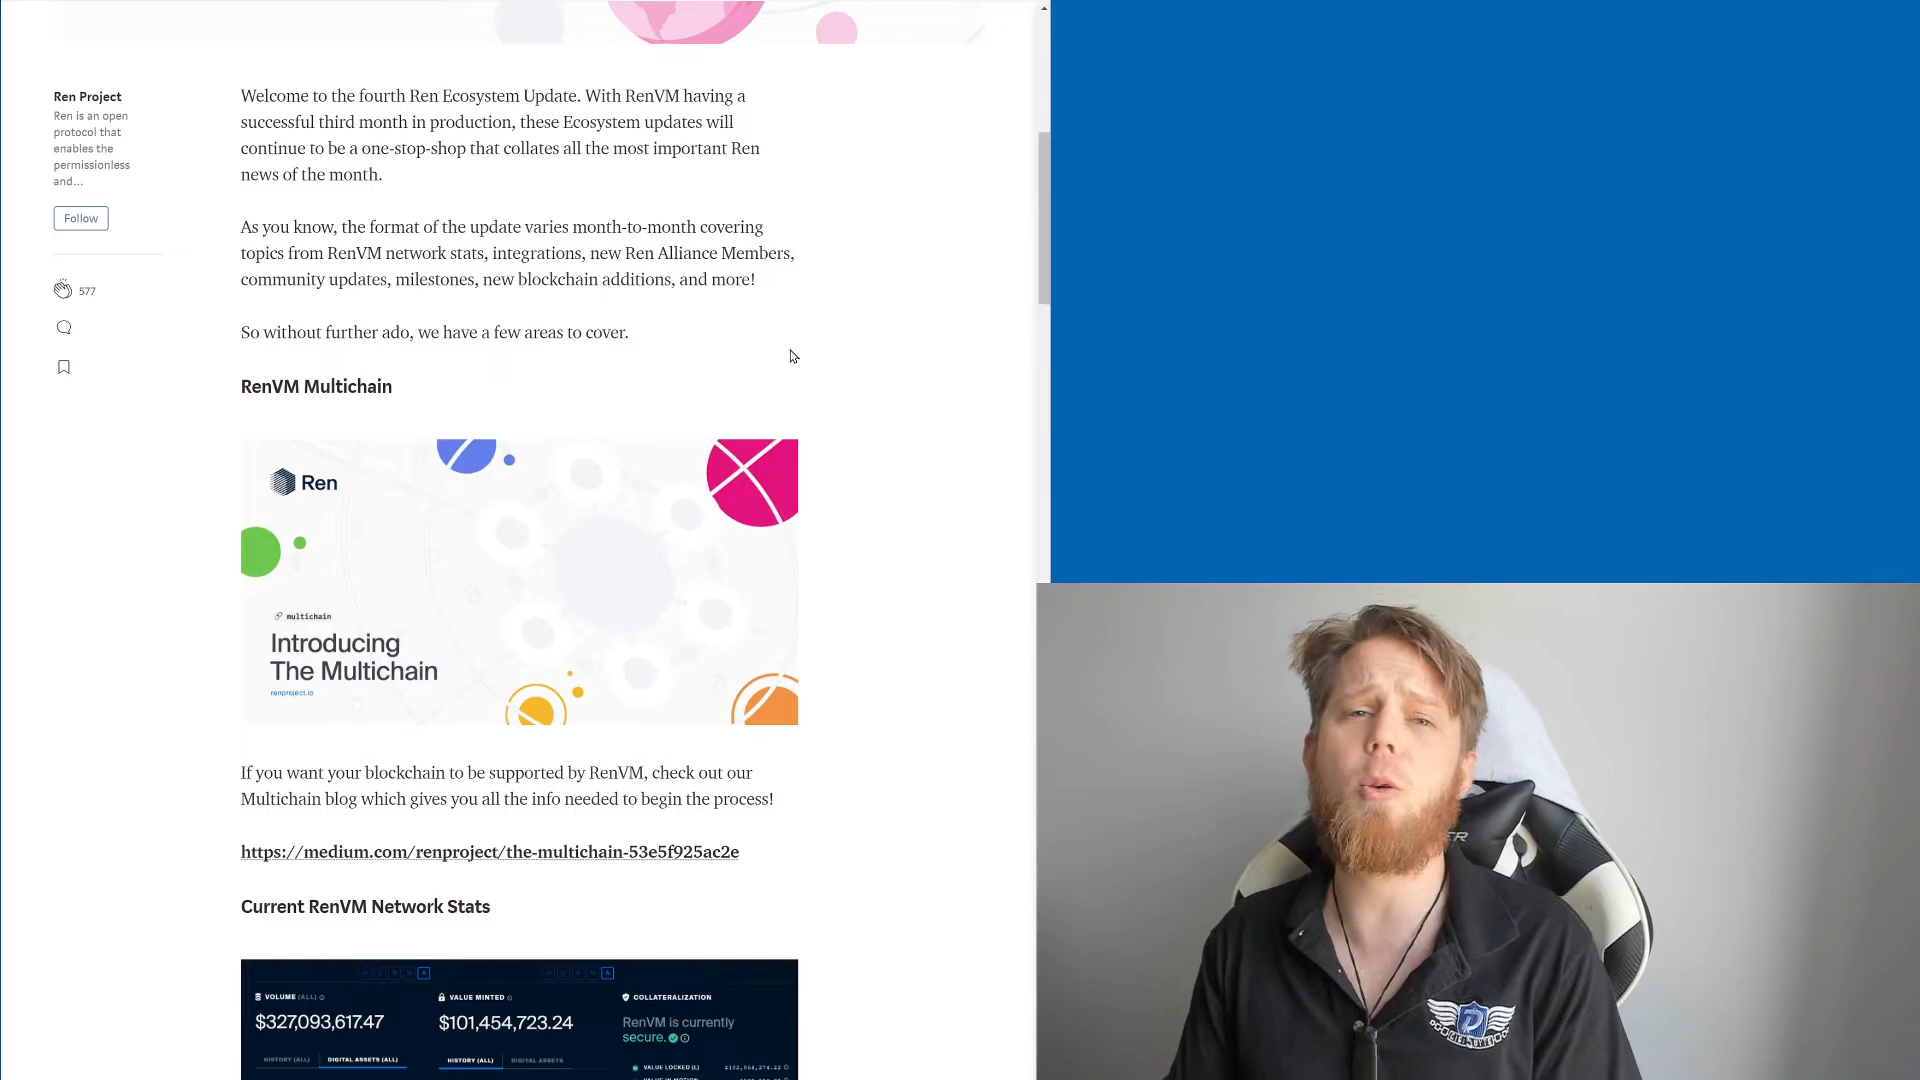 Ren Project
Ren is an open
protocol that
enables the
permissionless
and...
Follow
577
Welcome to the fourth Ren Ecosystem Update. With RenVM having a
successful third month in production, these Ecosystem updates will
continue to be a one-stop-shop that collates all the most important Ren
news of the month.
As you know, the format of the update varies month-to-month covering
topics from RenVM network stats, integrations, new Ren Alliance Members,
community updates, milestones, new blockchain additions, and more!
So without further ado, we have a few areas to cover.
RenVM Multichain
Ren
multichain
Introducing
The Multichain
renproject.io
If you want your blockchain to be supported by RenVM, check out our
Multichain blog which gives you all the info needed to begin the process!
https://medium.com/renproject/the-multichain-53e5f925ac2e
Current RenVM Network Stats
VOLUME (ALL)
$327,093,617.47
HISTORY (ALL) DIGITAL ASSETS (ALL)
VALUE MINTED
$101,454,723.24
HISTORY (ALL) DIGITAL ASSETS
COLLATERALIZATION
RenVM is currently
secure.
VALUE LOCKED (L)